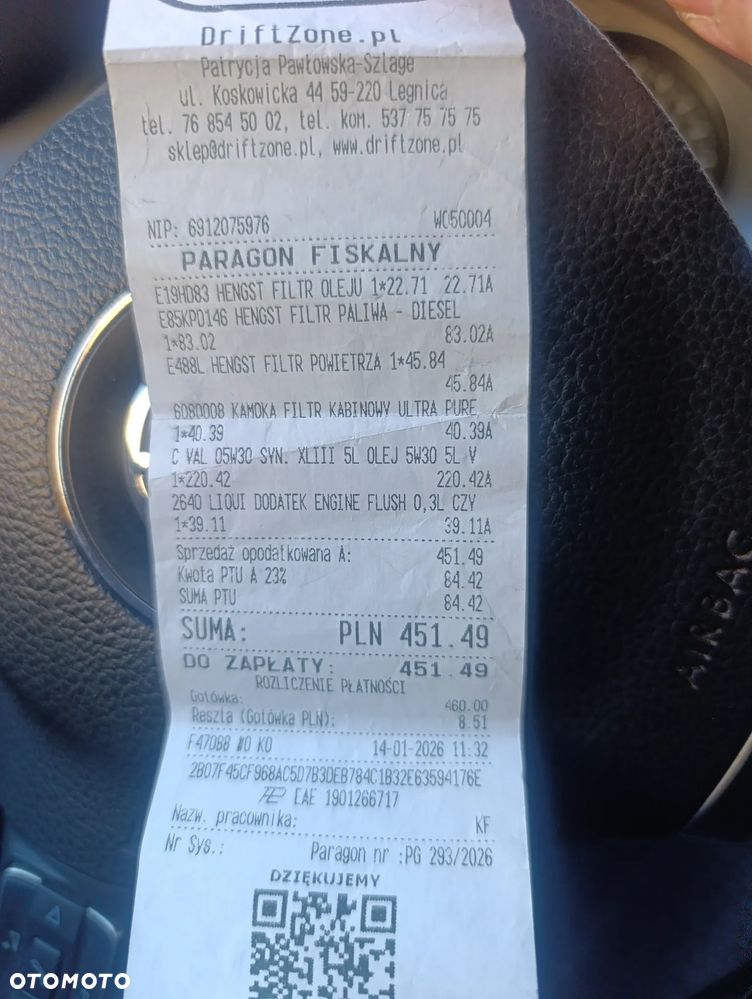 DriftZone.pl
Patrycja Pawłowska-Szlage
ul. Koskowicka 44 59-220 Legnica
tel. 76 854 50 02, tel. kom. 537 75 75 75
sklep@driftzone.pl, www.driftzone.pl
NIP: 6912075976 W050004
PARAGON FISKALNY
E19HD83 HENGST FILTR OLEJU 1*22.71 22.71A
E85KPD146 HENGST FILTR PALIWA - DIESEL
1*83.02 83.02A
E488L HENGST FILTR POWIETRZA 1*45.84
45.84A
6080008 KAMOKA FILTR KABINOWY ULTRA PURE
1*40.39 40.39A
C VAL 05W30 SYN. XLIII 5L OLEJ 5W30 5L V
1*220.42 220.42A
2640 LIQUI DODATEK ENGINE FLUSH 0,3L CZY
1*39.11 39.11A
Sprzedaż opodatkowana A: 451.49
Kwota PTU A 23% 84.42
SUMA PTU 84.42
SUMA: PLN 451.49
DO ZAPŁATY: 451.49
ROZLICZENIE PŁATNOŚCI
Gotówka: 460.00
Reszta (Gotówka PLN): 8.51
F47088 #0 K0 14-01-2026 11:32
2B07F45CF968AC5D7B3DEB784C1B32E63594176E
EAE 1901266717
Nazw. pracownika: KF
Nr Sys.: Paragon nr :PG 293/2026
DZIĘKUJEMY
AIRBAG
OTOMOTO